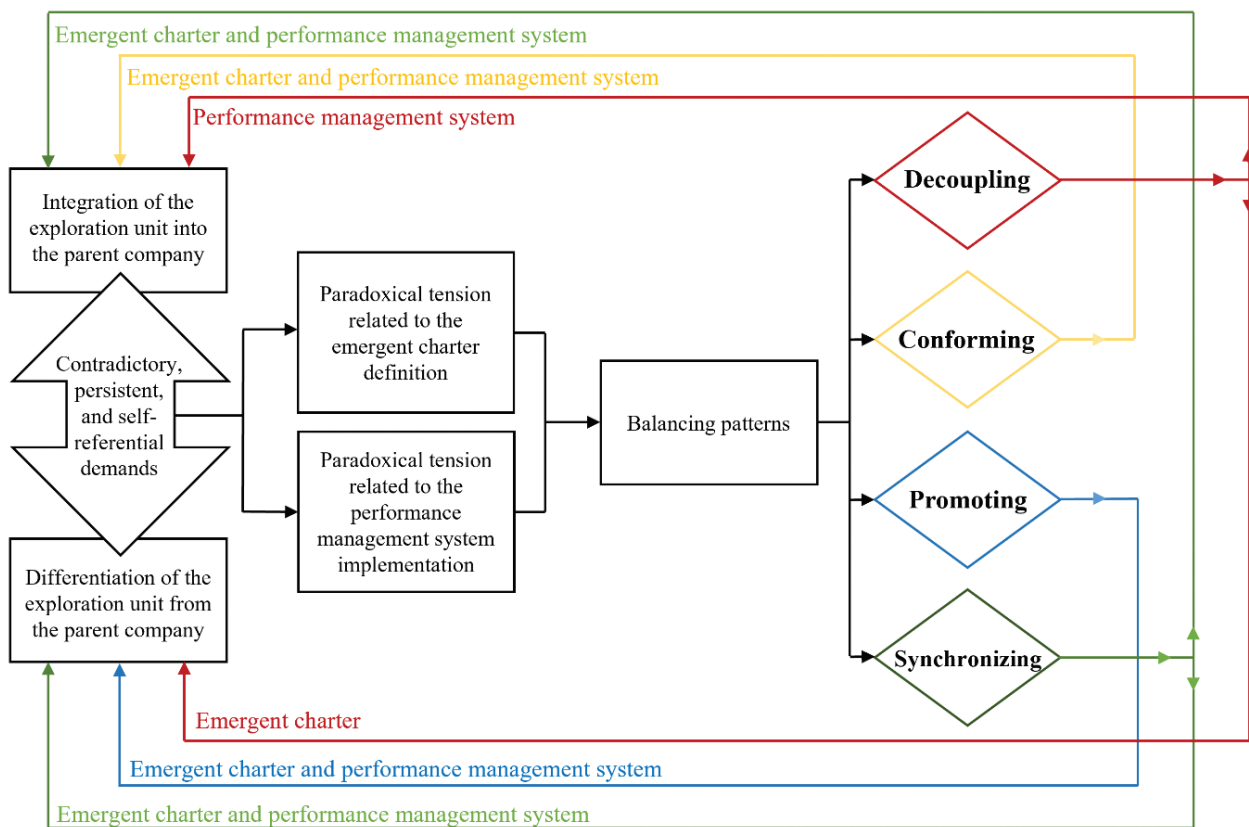 Emergent charter and performance management system
Emergent charter and performance management system
Performance management system
Integration of the
exploration unit into
the parent company
Contradictory,
persistent,
and self-
referential
demands
Differentiation of the
exploration unit from
the parent company
Paradoxical tension
related to the
emergent charter
definition
Paradoxical tension
related to the
performance
management system
implementation
Balancing patterns
Decoupling
Conforming
Promoting
Synchronizing
Emergent charter
Emergent charter and performance management system
Emergent charter and performance management system